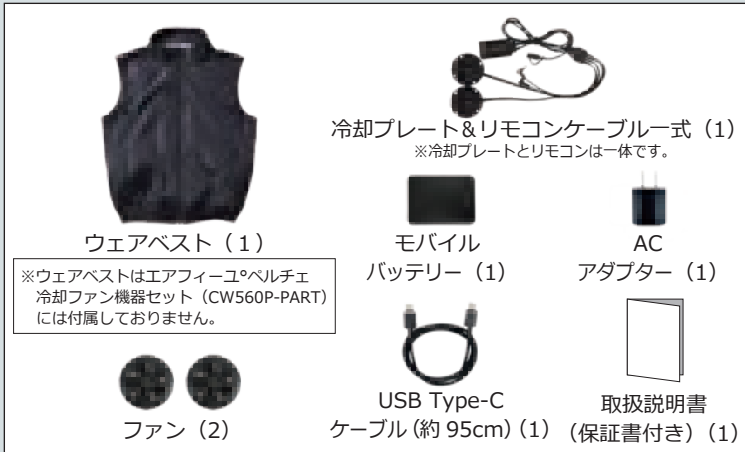 冷却プレート＆リモコンケーブル一式（1）
※冷却プレートとリモコンは一体です。
ウェアベスト（１）
※ウェアベストはエアフィーユ®ペルチェ
冷却ファン機器セット（CW560P-PART）
には付属しておりません。
モバイル
バッテリー（1）
AC
アダプター（1）
ファン（2）
USB Type-C
ケーブル（約 95cm）（1）
取扱説明書
（保証書付き）（1）